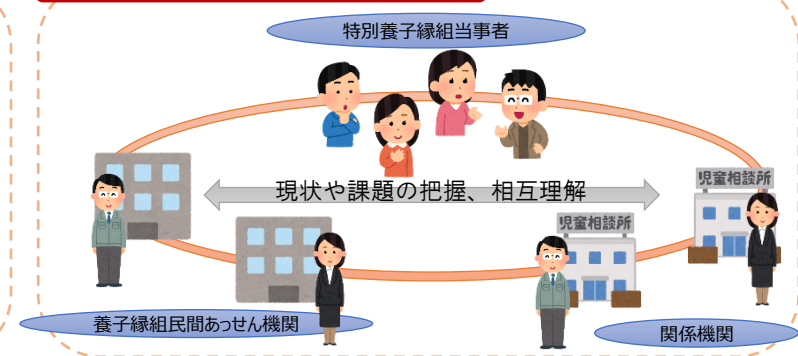 特別養子縁組当事者
現状や課題の把握、相互理解
児童相談所
児童相談所
養子縁組民間あっせん機関
関係機関